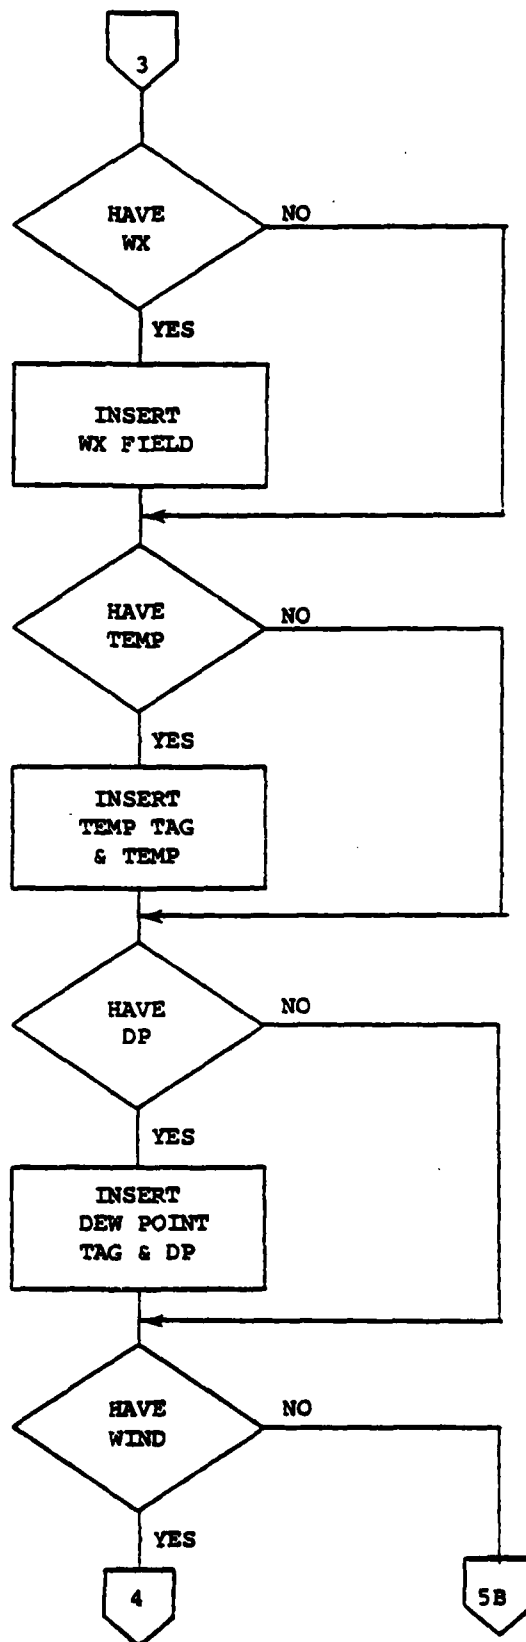 3
HAVE
WX
NO
YES
INSERT
WX FIELD
HAVE
TEMP
NO
YES
INSERT
TEMP TAG
& TEMP
HAVE
DP
NO
YES
INSERT
DEW POINT
TAG & DP
HAVE
WIND
NO
YES
4
5B